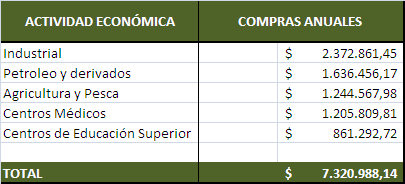 ACTIVIDAD ECONÓMICA COMPRAS ANUALES
Industrial $ 2.372.861,45
Petroleo y derivados $ 1.636.456,17
Agricultura y Pesca $ 1.244.567,98
Centros Médicos $ 1.205.809,81
Centros de Educación Superior $ 861.292,72
TOTAL $ 7.320.988,14